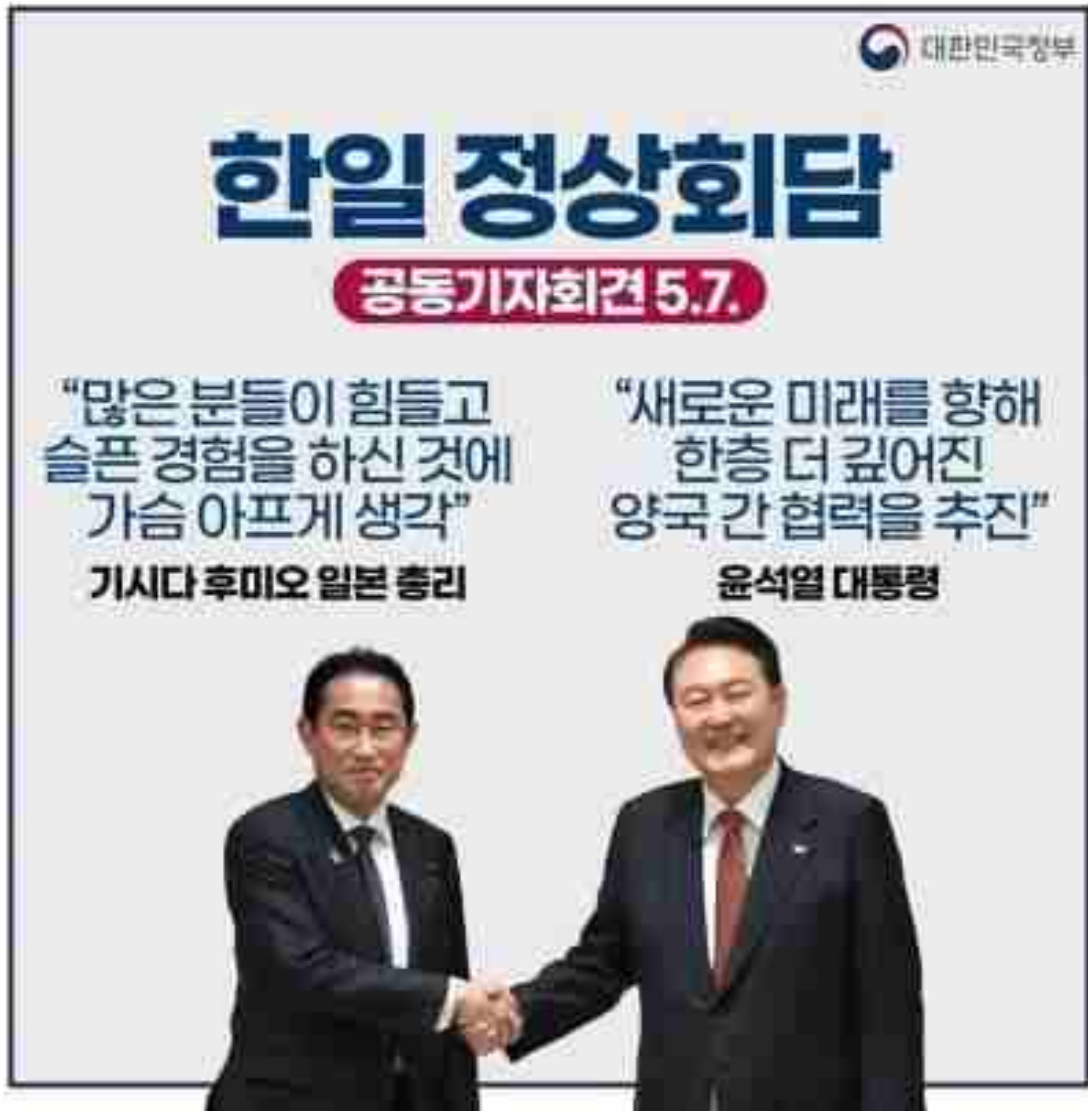 대한민국정부
한일 정상회담
공동기자회견 5.7.
“많은 분들이 힘들고
슬픈 경험을 하신 것에
가슴 아프게 생각”
기시다 후미오 일본 총리
“새로운 미래를 향해
한층 더 깊어진
양국 간 협력을 추진”
윤석열 대통령